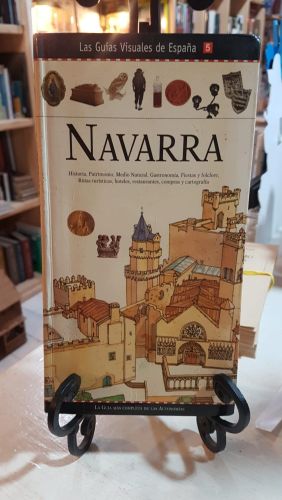 Las Guías Visuales de España 5
NAVARRA
Historia, Patrimonio, Medio Natural, Gastronomía, Fiestas y folclore,
Rutas turísticas, hoteles, restaurantes, compras y cartografía
LA GUÍA MÁS COMPLETA DE LAS AUTONOMÍAS